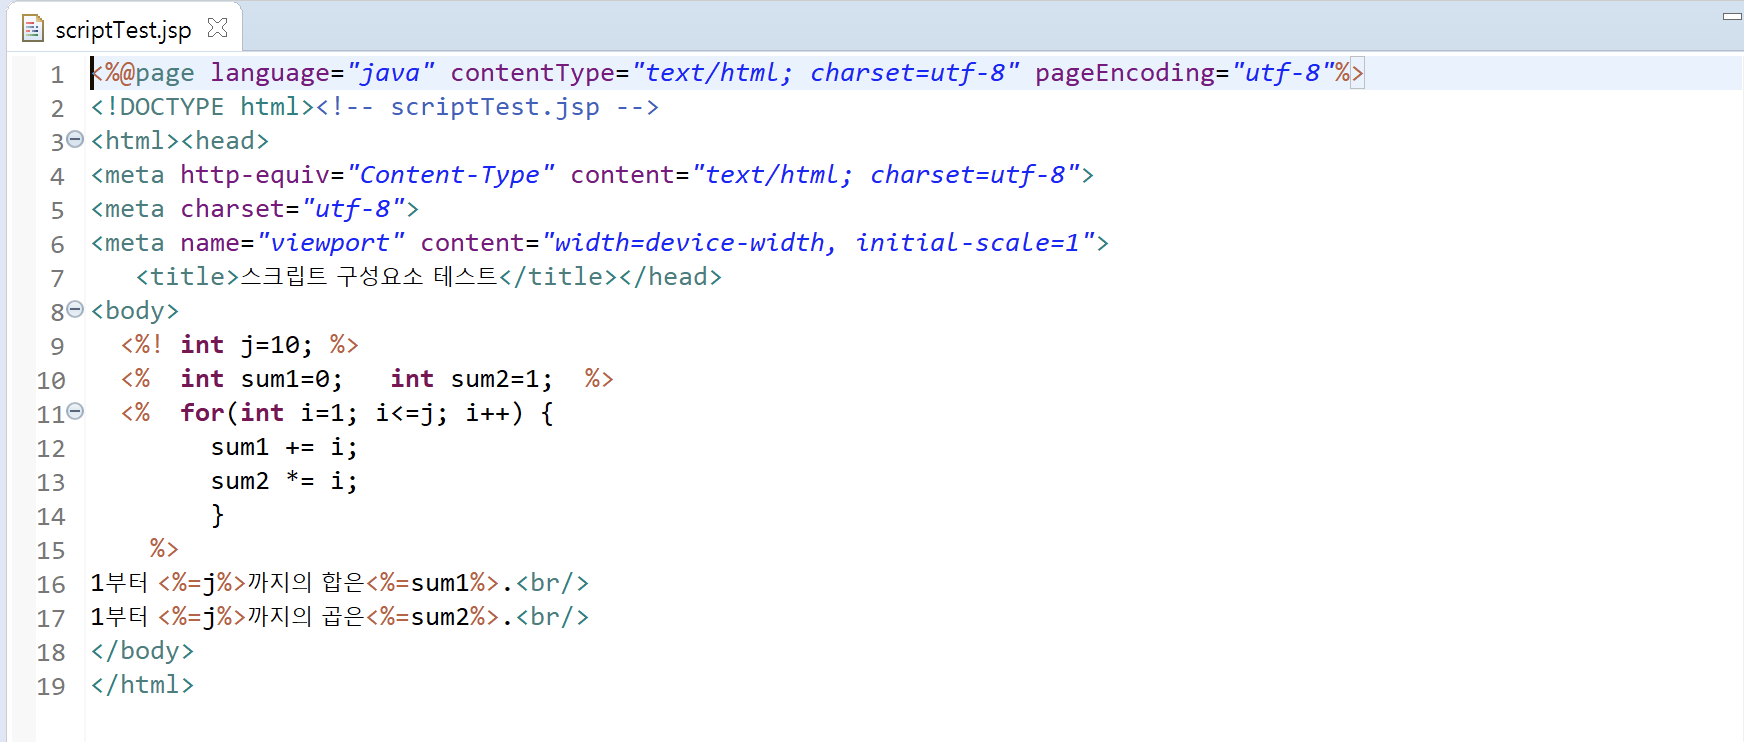 scriptTest.jsp
1 <%@page language="java" contentType="text/html; charset=utf-8" pageEncoding="utf-8"%>
2 <!DOCTYPE html><!-- scriptTest.jsp -->
3 <html><head>
4 <meta http-equiv="Content-Type" content="text/html; charset=utf-8">
5 <meta charset="utf-8">
6 <meta name="viewport" content="width=device-width, initial-scale=1">
7    <title>스크립트 구성요소 테스트</title></head>
8 <body>
9   <%! int j=10; %>
10   <%  int sum1=0;   int sum2=1;  %>
11   <%  for(int i=1; i<=j; i++) {
12         sum1 += i;
13         sum2 *= i;
14         }
15     %>
16 1부터 <%=j%>까지의 합은<%=sum1%>.<br/>
17 1부터 <%=j%>까지의 곱은<%=sum2%>.<br/>
18 </body>
19 </html>